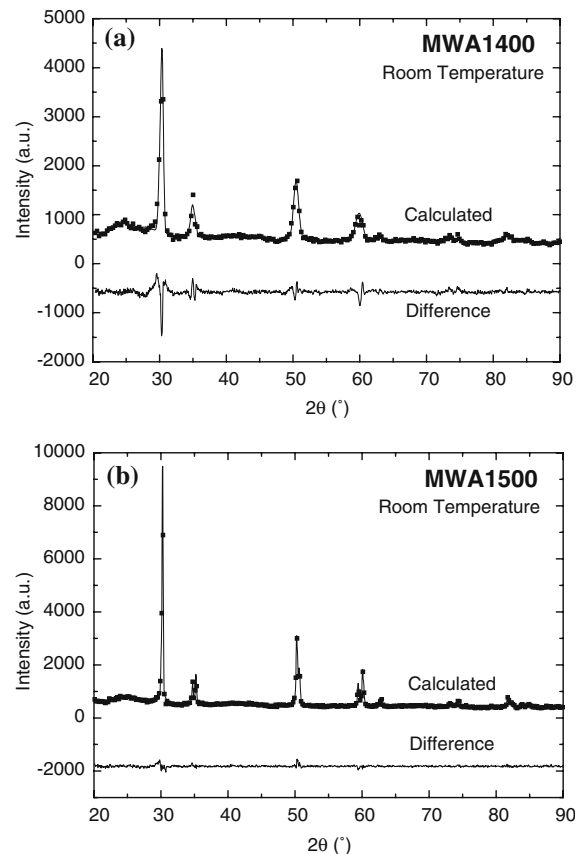 (a)
MWA1400
Room Temperature
5000
4000
3000
2000
1000
0
-1000
-2000
Intensity (a.u.)
Calculated
Difference
20 30 40 50 60 70 80 90
2θ (°)
(b)
MWA1500
Room Temperature
10000
8000
6000
4000
2000
0
-2000
Intensity (a.u.)
Calculated
Difference
20 30 40 50 60 70 80 90
2θ (°)